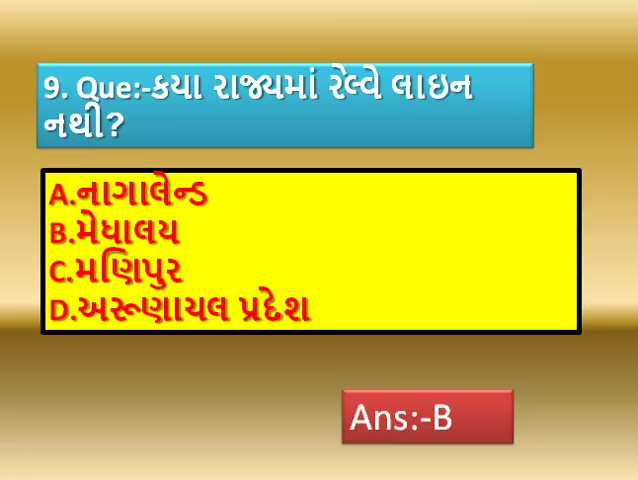 9. Que:-કયા રાજ્યમાં રેલ્વે લાઇન
નથી?
A.નાગાલેન્ડ
B.મેઘાલય
C.મણિપુર
D.અરૂણાચલ પ્રદેશ
Ans:-B